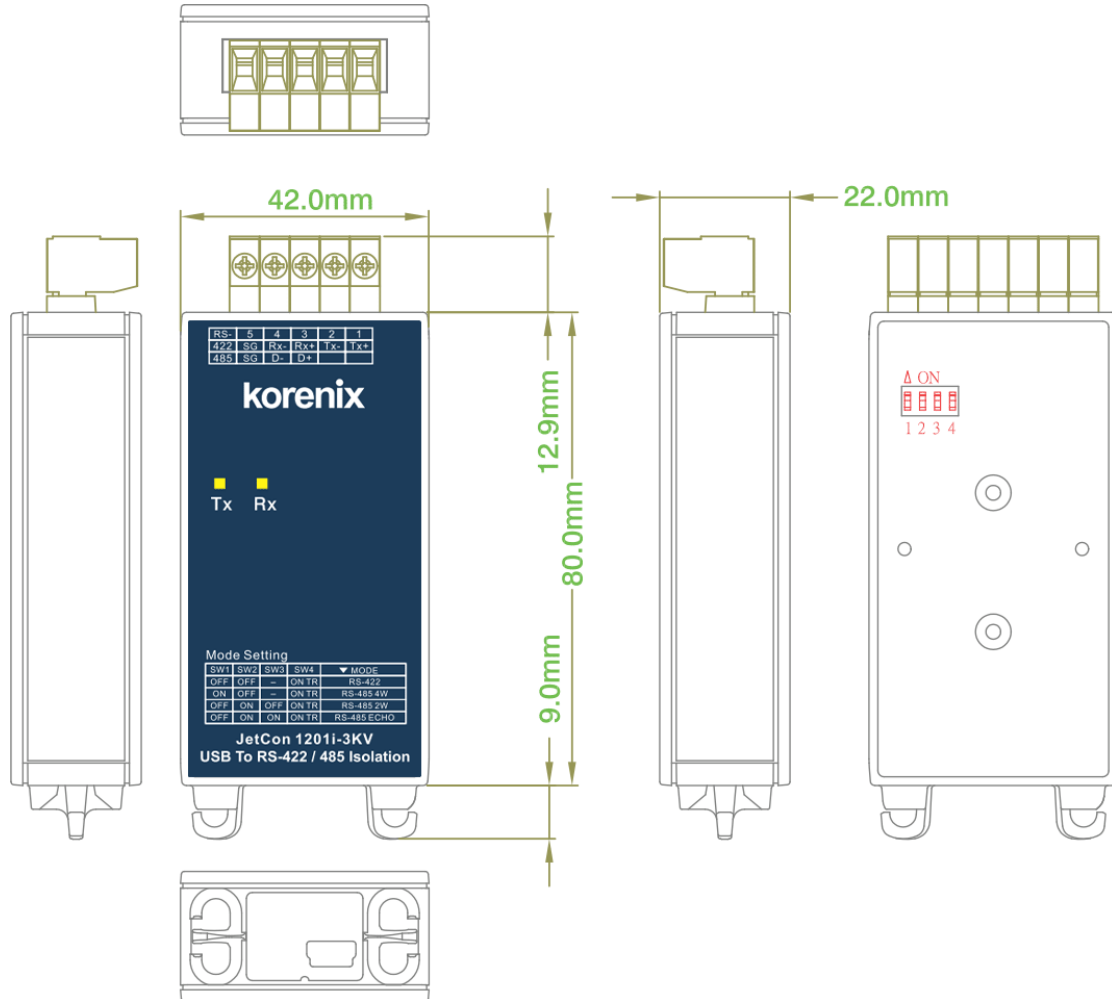 42.0mm
22.0mm
RS- 5 4 3 2 1
422 SG Rx- Rx+ Tx- Tx+
485 SG D- D+
korenix
Tx Rx
12.9mm
80.0mm
9.0mm
Mode Setting
SW1 SW2 SW3 SW4 ▼ MODE
OFF OFF – ON TR RS-422
ON OFF – ON TR RS-485 4W
OFF ON OFF ON TR RS-485 2W
OFF ON ON ON TR RS-485 ECHO
JetCon 1201i-3KV
USB To RS-422 / 485 Isolation
Δ ON
1 2 3 4